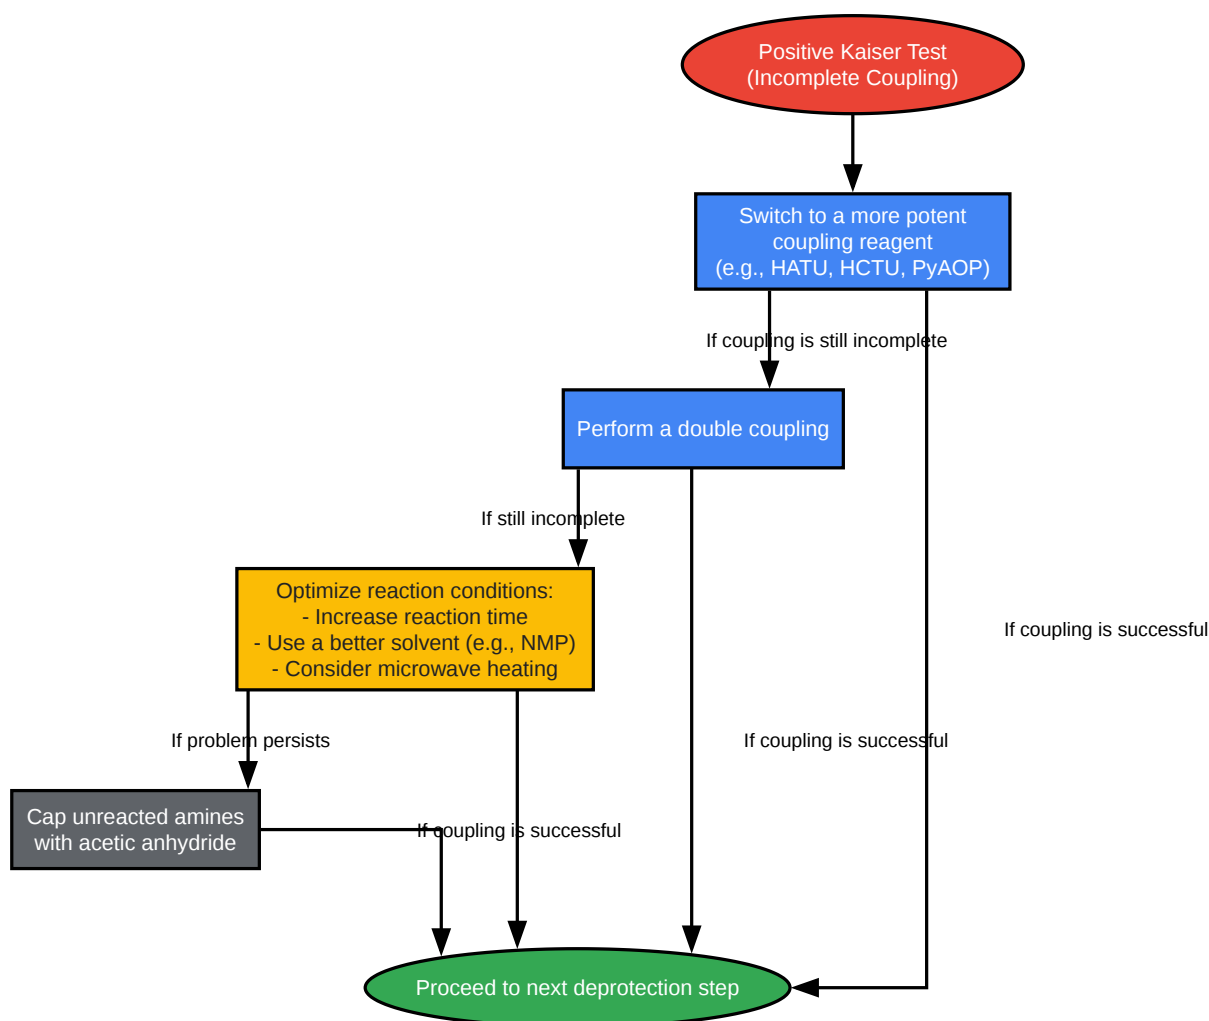 Positive Kaiser Test
(Incomplete Coupling)
Switch to a more potent
coupling reagent
(e.g., HATU, HCTU, PyAOP)
If coupling is still incomplete
Perform a double coupling
If still incomplete
Optimize reaction conditions:
- Increase reaction time
- Use a better solvent (e.g., NMP)
- Consider microwave heating
If coupling is successful
If problem persists
If coupling is successful
Cap unreacted amines
with acetic anhydride
If coupling is successful
Proceed to next deprotection step